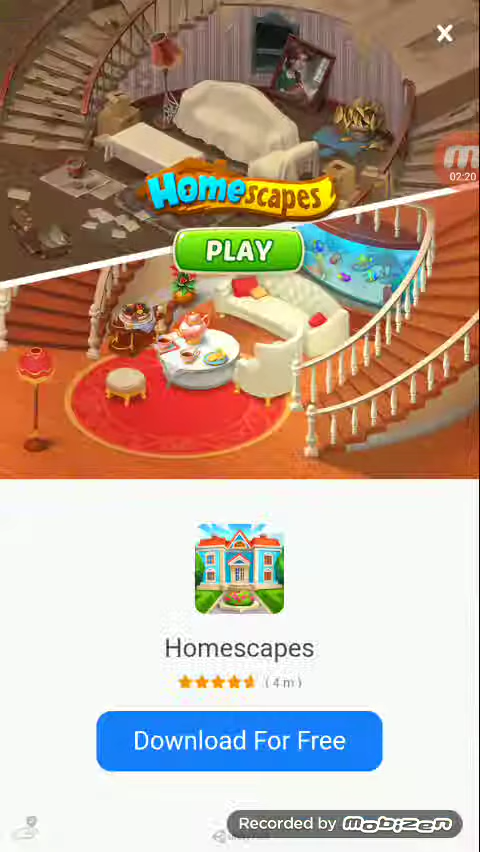 02:20
Homescapes
PLAY
Homescapes
( 4 m )
Download For Free
Recorded by mobizen